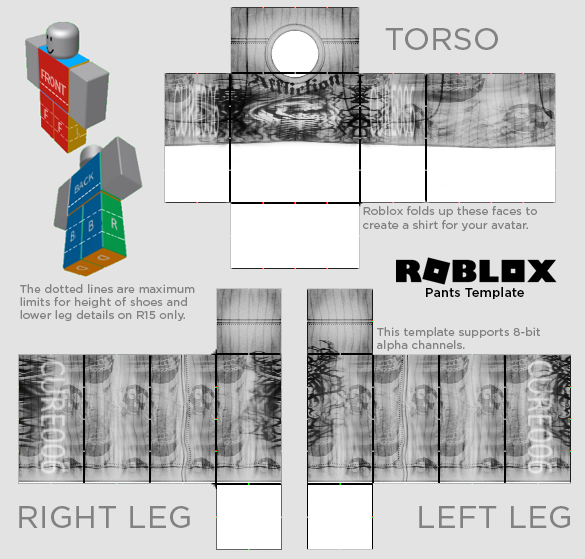 TORSO
FRONT
F
F
L
Affliction
CURE006
CURE006
BACK
B
B
R
Roblox folds up these faces to
create a shirt for your avatar.
ROBLOX
Pants Template
The dotted lines are maximum
limits for height of shoes and
lower leg details on R15 only.
This template supports 8-bit
alpha channels.
CURE006
CURE006
RIGHT LEG
LEFT LEG